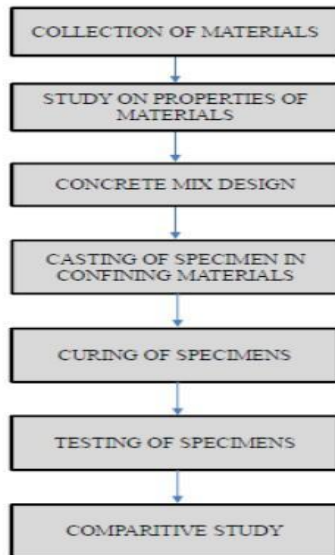 COLLECTION OF MATERIALS
STUDY ON PROPERTIES OF
MATERIALS
CONCRETE MIX DESIGN
CASTING OF SPECIMEN IN
CONFINING MATERIALS
CURING OF SPECIMENS
TESTING OF SPECIMENS
COMPARITIVE STUDY